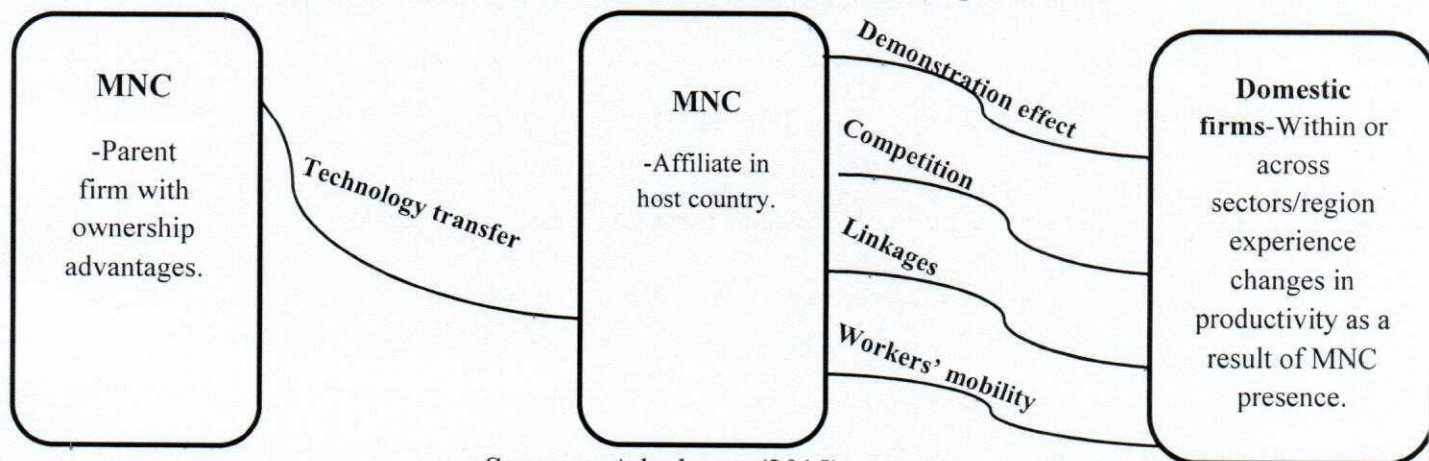 MNC
-Parent
firm with
ownership
advantages.
Technology transfer
MNC
-Affiliate in
host country.
Demonstration effect
Competition
Linkages
Workers' mobility
Domestic
firms-Within or
across
sectors/region
experience
changes in
productivity as a
result of MNC
presence.